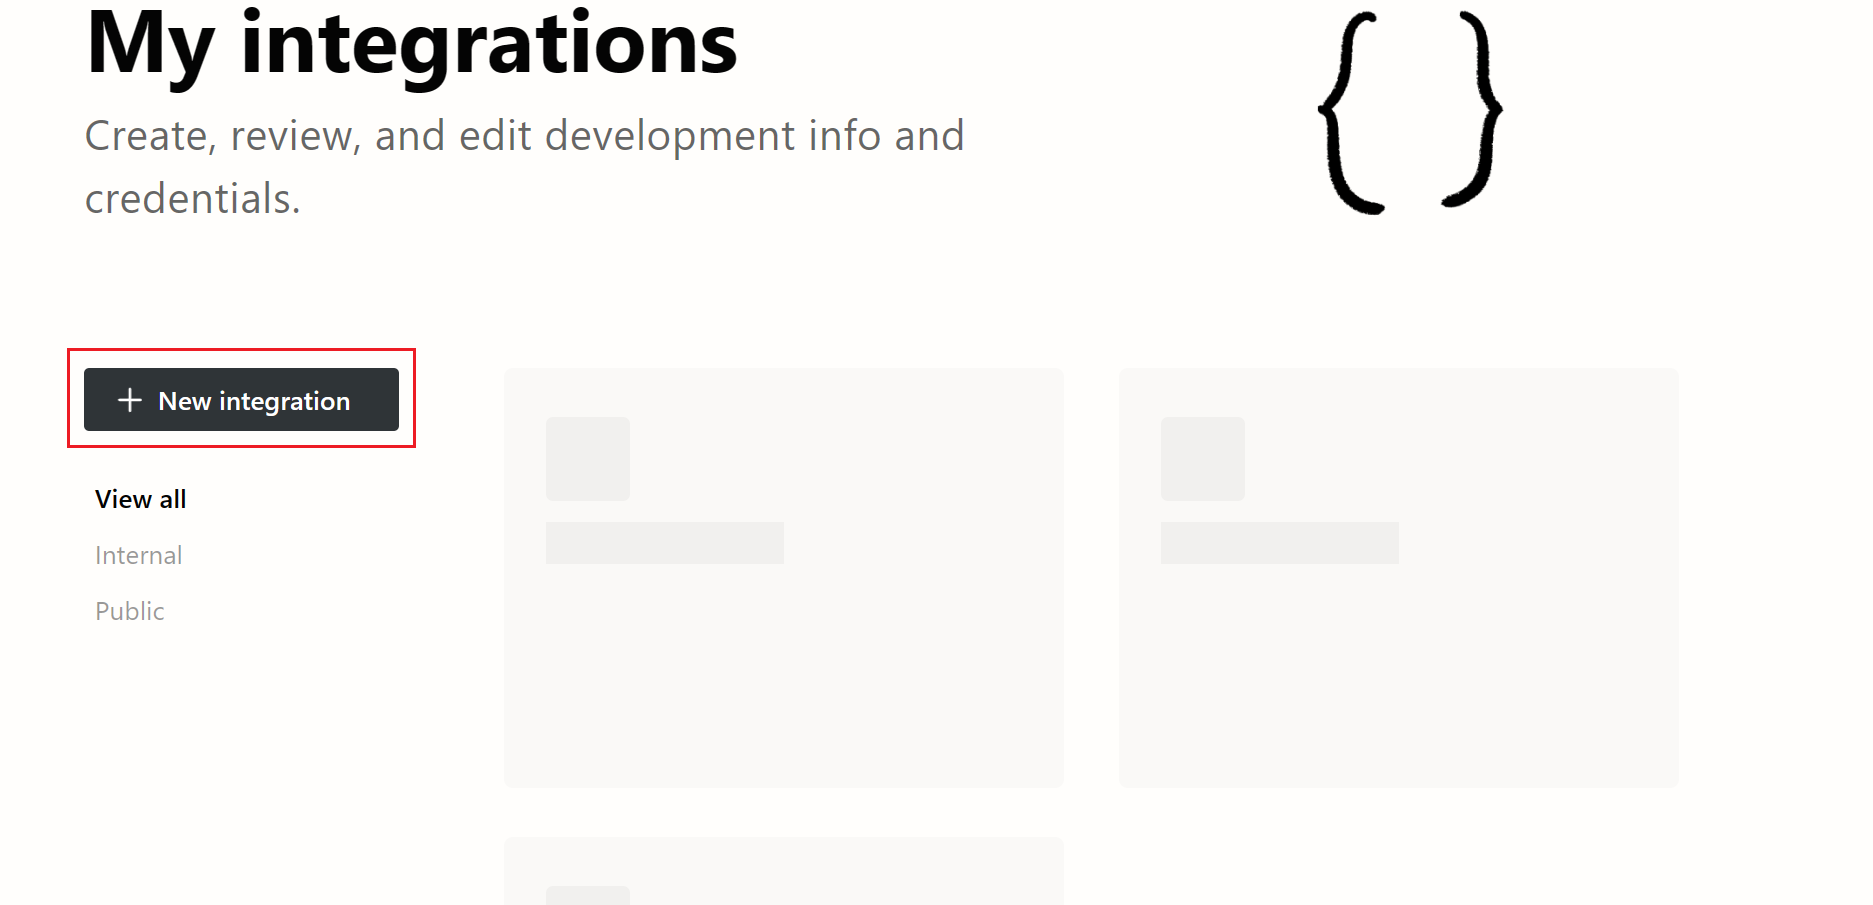 My integrations
Create, review, and edit development info and
credentials.
New integration
View all
Internal
Public